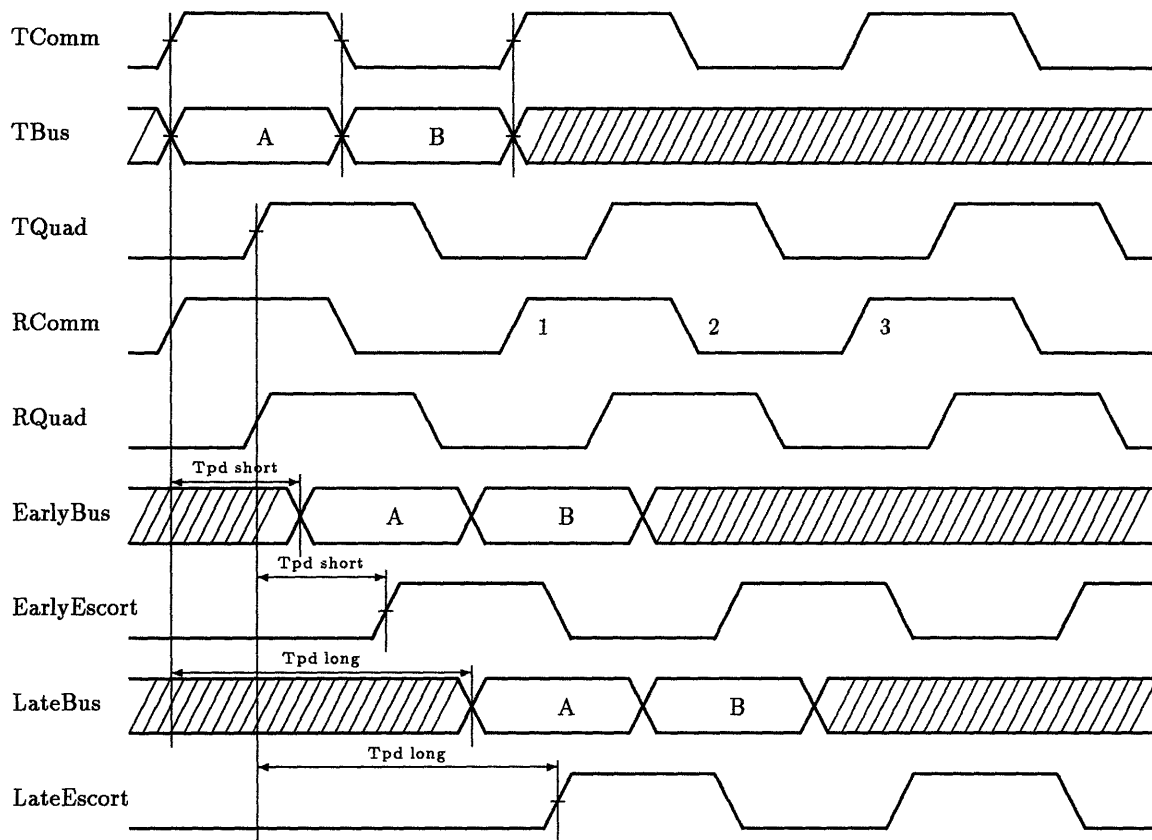 TComm
TBus A B
TQuad
RComm 1 2 3
RQuad
Tpd short
EarlyBus A B
Tpd short
EarlyEscort
Tpd long
LateBus A B
Tpd long
LateEscort